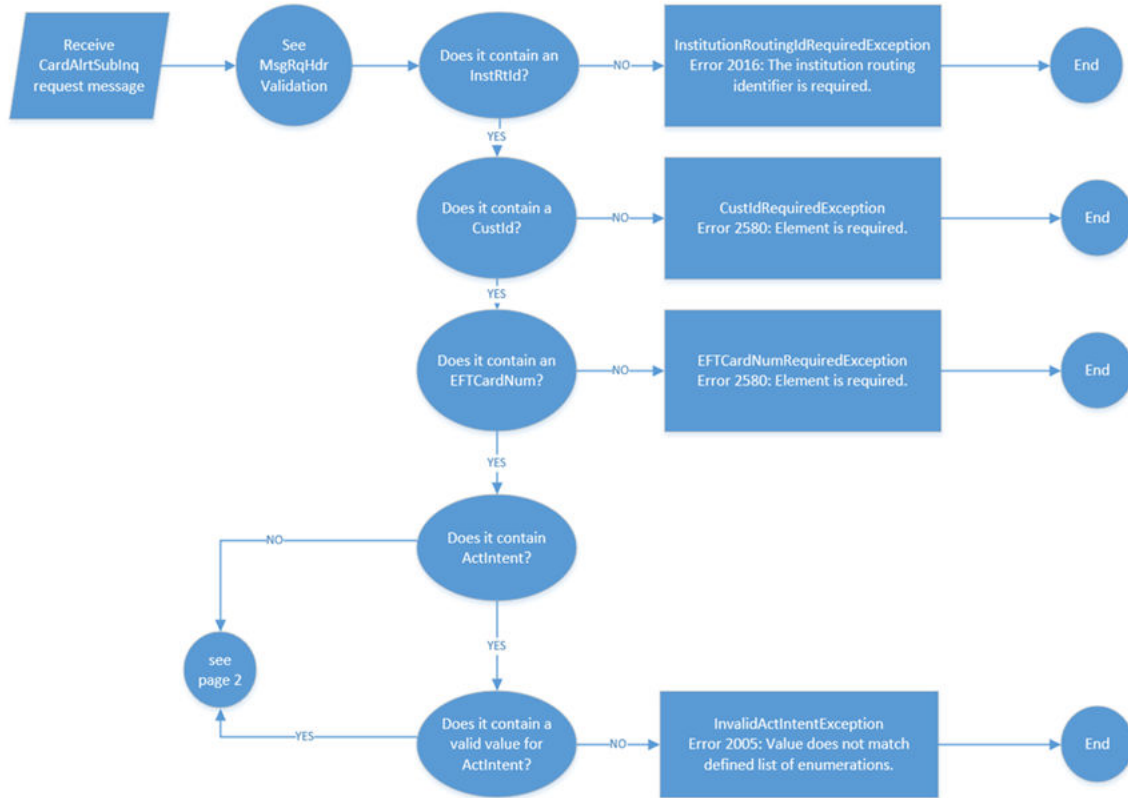 Receive
CardAlrtSubInq
request message
See
MsgRqHdr
Validation
Does it contain an
InstRtId?
NO
InstitutionRoutingIdRequiredException
Error 2016: The institution routing
identifier is required.
End
YES
Does it contain a
CustId?
NO
CustIdRequiredException
Error 2580: Element is required.
End
YES
Does it contain an
EFTCardNum?
NO
EFTCardNumRequiredException
Error 2580: Element is required.
End
YES
Does it contain
ActIntent?
NO
YES
see
page 2
Does it contain a
valid value for
ActIntent?
YES
NO
InvalidActIntentException
Error 2005: Value does not match
defined list of enumerations.
End